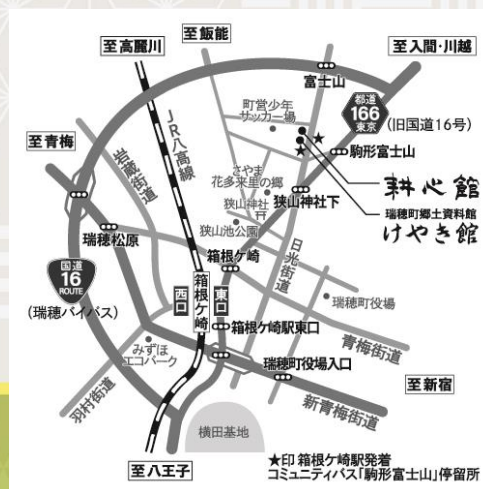 至飯能
至高麗川
至入間・川越
富士山
町営少年
サッカー場
都道
166
東京
(旧国道16号)
至青梅
岩蔵街道
JR八高線
駒形富士山
さやま
花多来里の郷
耕心館
狭山神社
狭山神社下
瑞穂町郷土資料館
けやき館
狭山池公園
瑞穂松原
箱根ケ崎
日光街道
国道
16
ROUTE
(瑞穂バイパス)
西口
箱根ケ崎
東口
瑞穂町役場
箱根ケ崎駅東口
青梅街道
みずほ
エコパーク
瑞穂町役場入口
羽村街道
至新宿
新青梅街道
横田基地
至八王子
★印 箱根ケ崎駅発着
コミュニティバス「駒形富士山」停留所